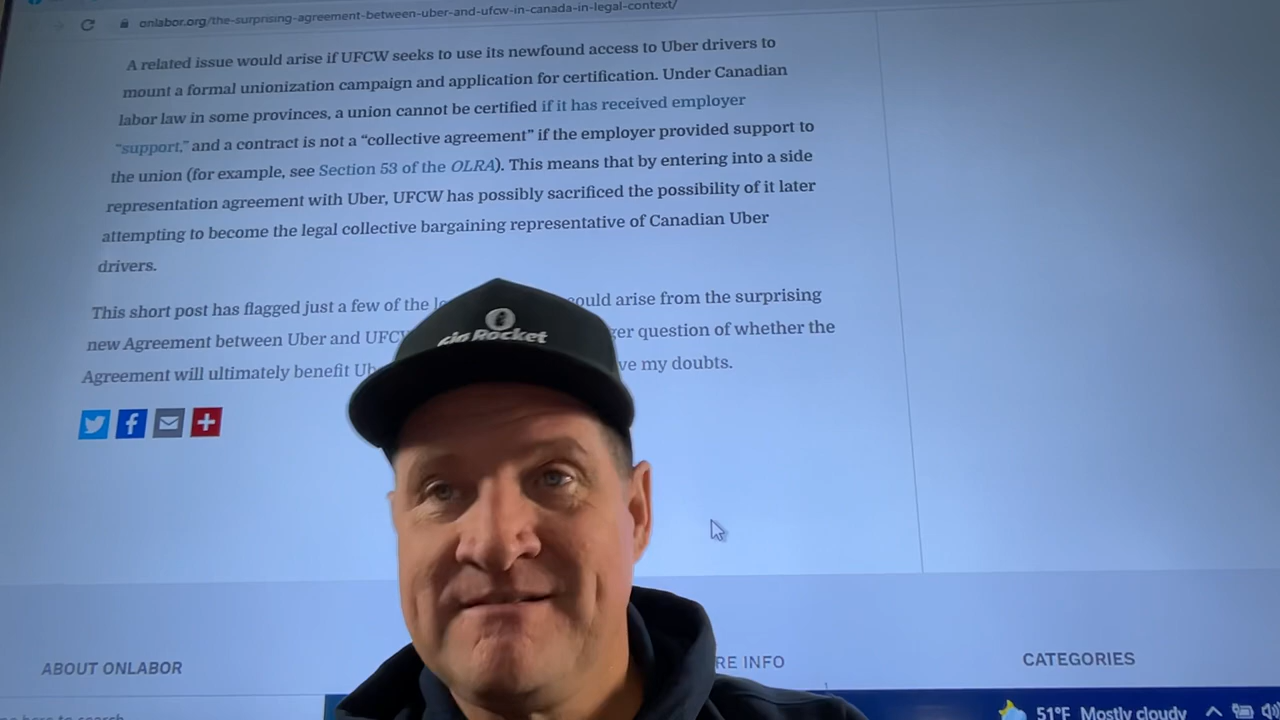 onlabor.org/the-surprising-agreement-between-uber-and-ufcw-in-canada-in-legal-context/
A related issue would arise if UFCW seeks to use its newfound access to Uber drivers to
mount a formal unionization campaign and application for certification. Under Canadian
labor law in some provinces, a union cannot be certified if it has received employer
“support,” and a contract is not a “collective agreement” if the employer provided support to
the union (for example, see Section 53 of the OLRA). This means that by entering into a side
representation agreement with Uber, UFCW has possibly sacrificed the possibility of it later
attempting to become the legal collective bargaining representative of Canadian Uber
drivers.
This short post has flagged just a few of the could arise from the surprising
new Agreement between Uber and UFCW question of whether the
Agreement will ultimately benefit my doubts.
Rocket
ABOUT ONLABOR
INFO
CATEGORIES
here to search
51°F Mostly cloudy